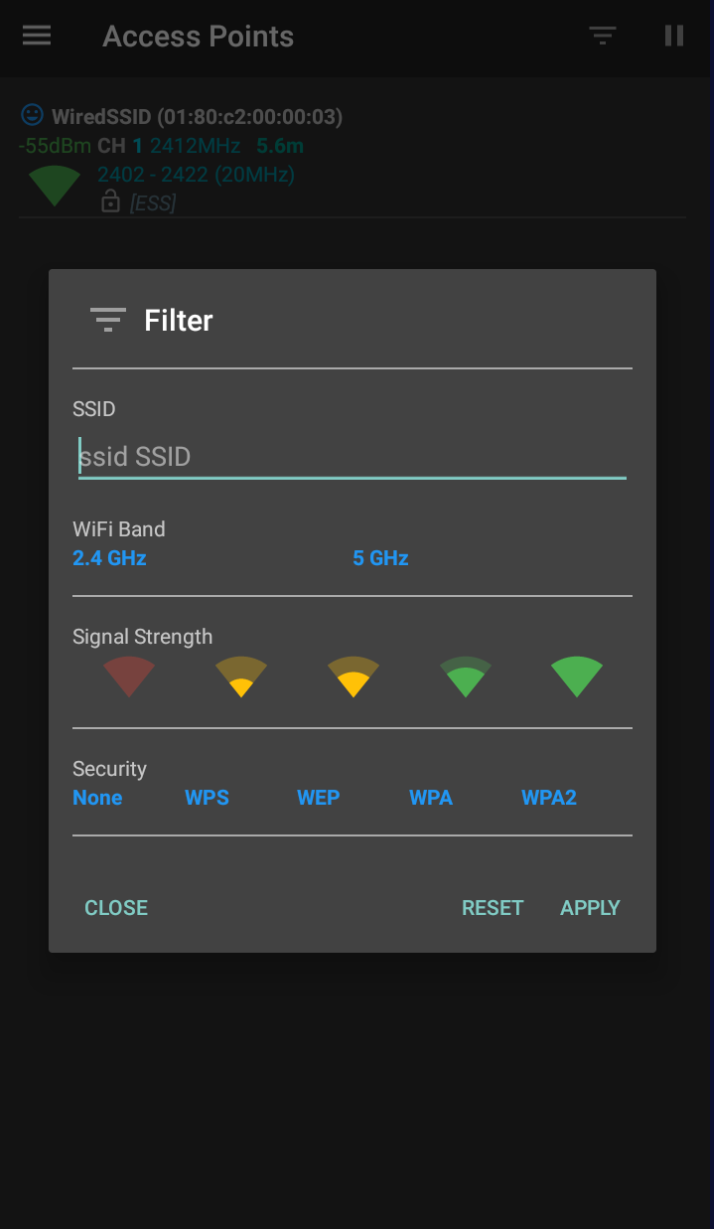 Access Points
WiredSSID (01:80:c2:00:00:03)
-55dBm CH 1 2412MHz 5.6m
2402 - 2422 (20MHz)
[ESS]
Filter
SSID
ssid SSID
WiFi Band
2.4 GHz 5 GHz
Signal Strength
Security
None WPS WEP WPA WPA2
CLOSE RESET APPLY